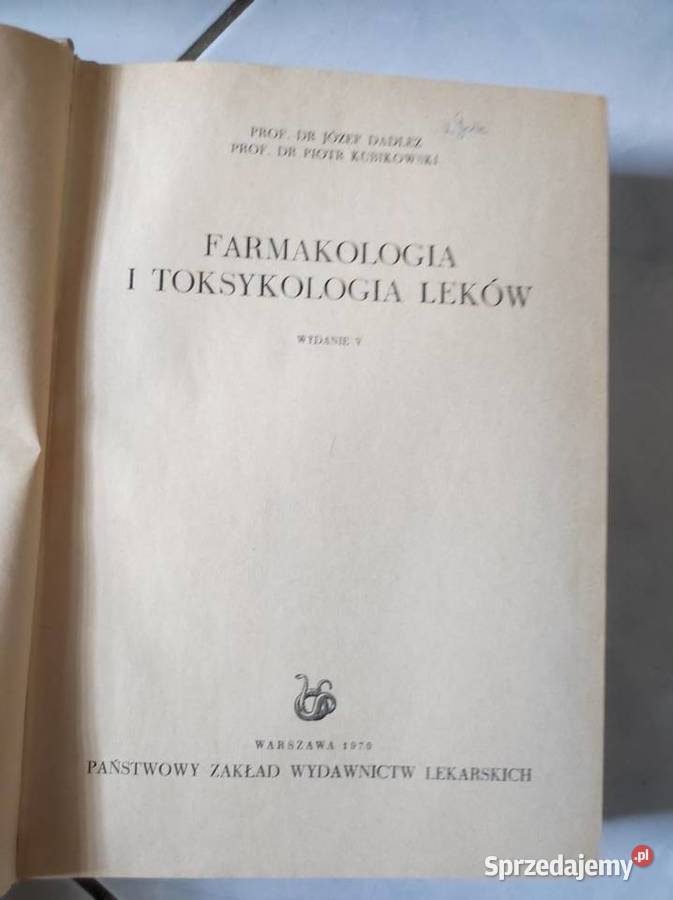 PROF. DR JÓZEF DADLEZ
PROF. DR PIOTR KUBIKOWSKI
FARMAKOLOGIA
I TOKSYKOLOGIA LEKÓW
WYDANIE V
WARSZAWA 1970
PAŃSTWOWY ZAKŁAD WYDAWNICTW LEKARSKICH
Sprzedajemy.pl